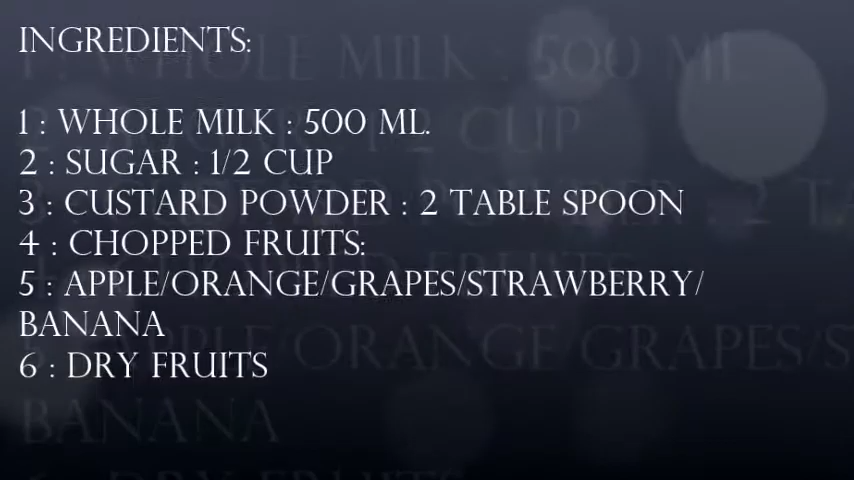 INGREDIENTS:
1 : WHOLE MILK : 500 ML.
2 : SUGAR : 1/2 CUP
3 : CUSTARD POWDER : 2 TABLE SPOON
4 : CHOPPED FRUITS:
5 : APPLE/ORANGE/GRAPES/STRAWBERRY/
BANANA
6 : DRY FRUITS